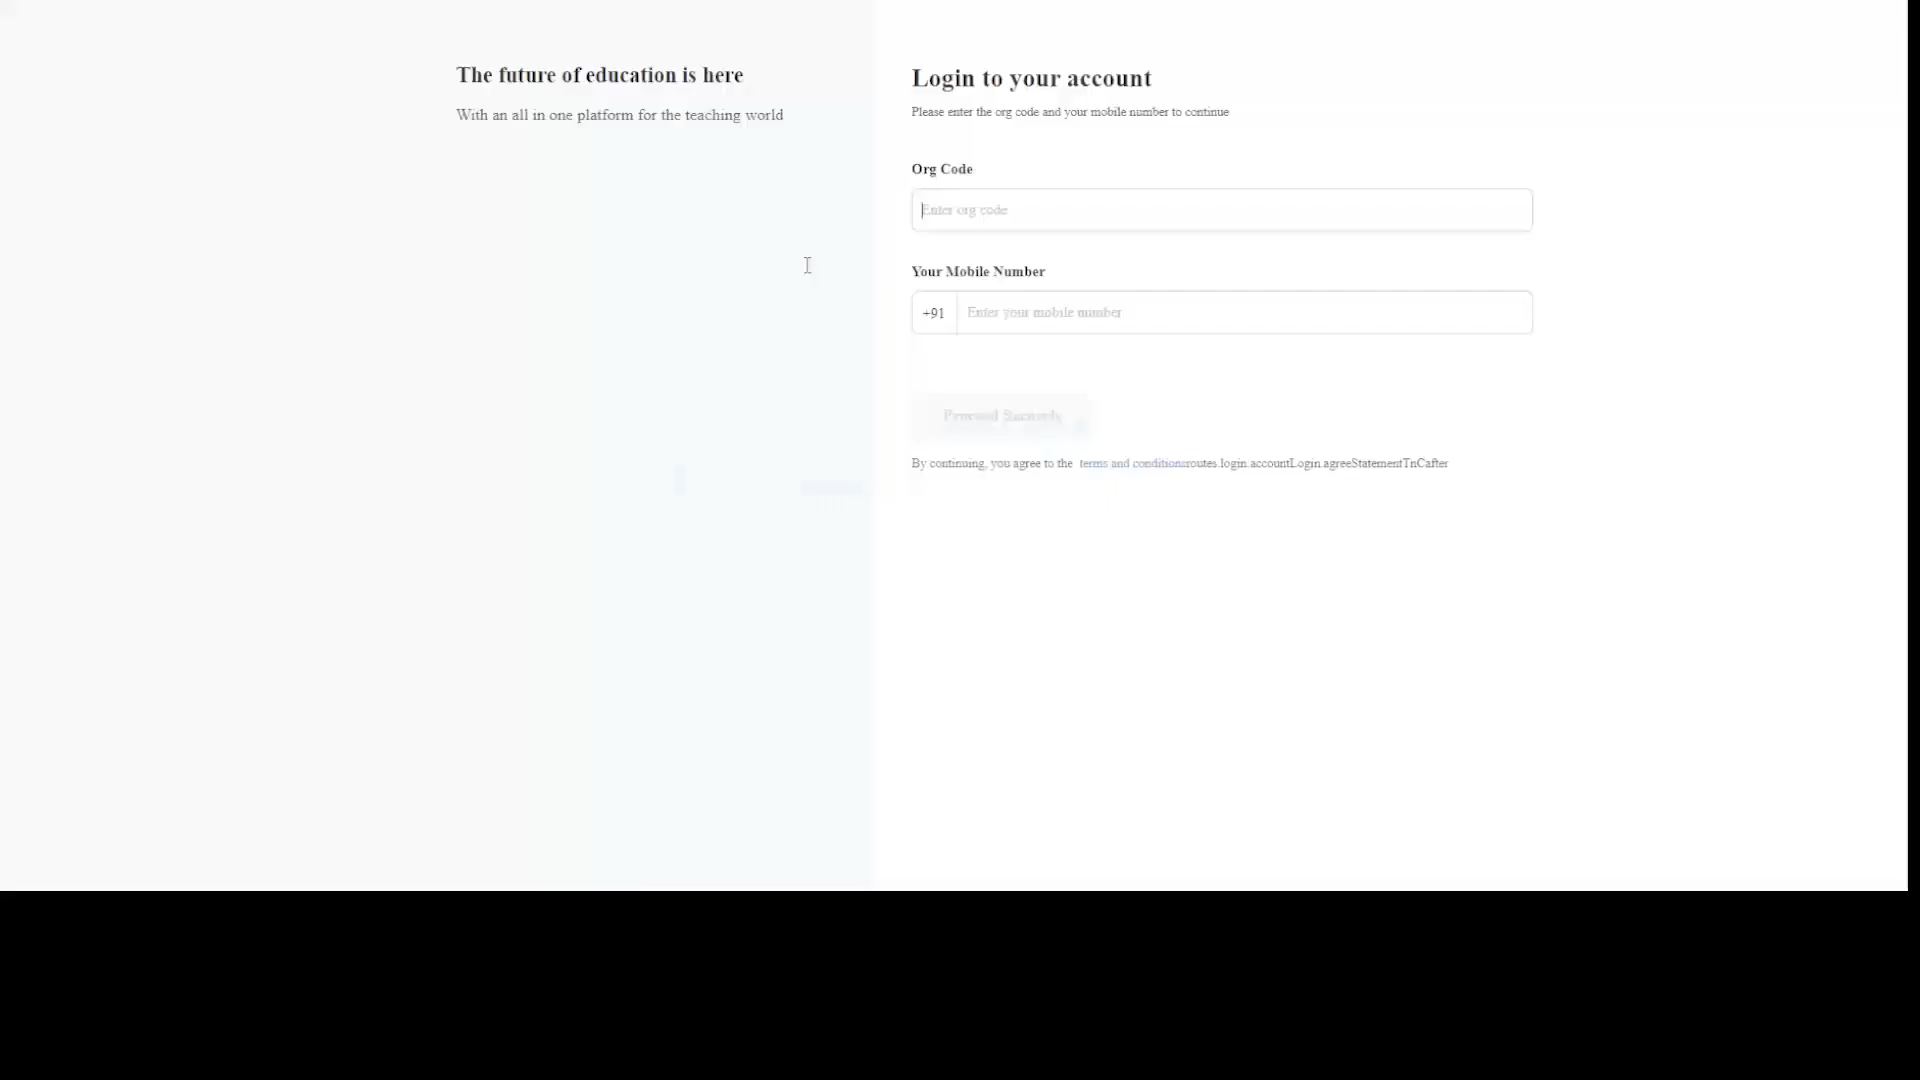 The future of education is here
With an all in one platform for the teaching world
Login to your account
Please enter the org code and your mobile number to continue
Org Code
Enter org code
Your Mobile Number
+91 Enter your mobile number
Proceed Securely
By continuing, you agree to the terms and conditionsroutes.login.accountLogin.agreeStatementTnCafter